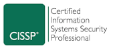 CISSP®
Certified
Information
Systems Security
Professional